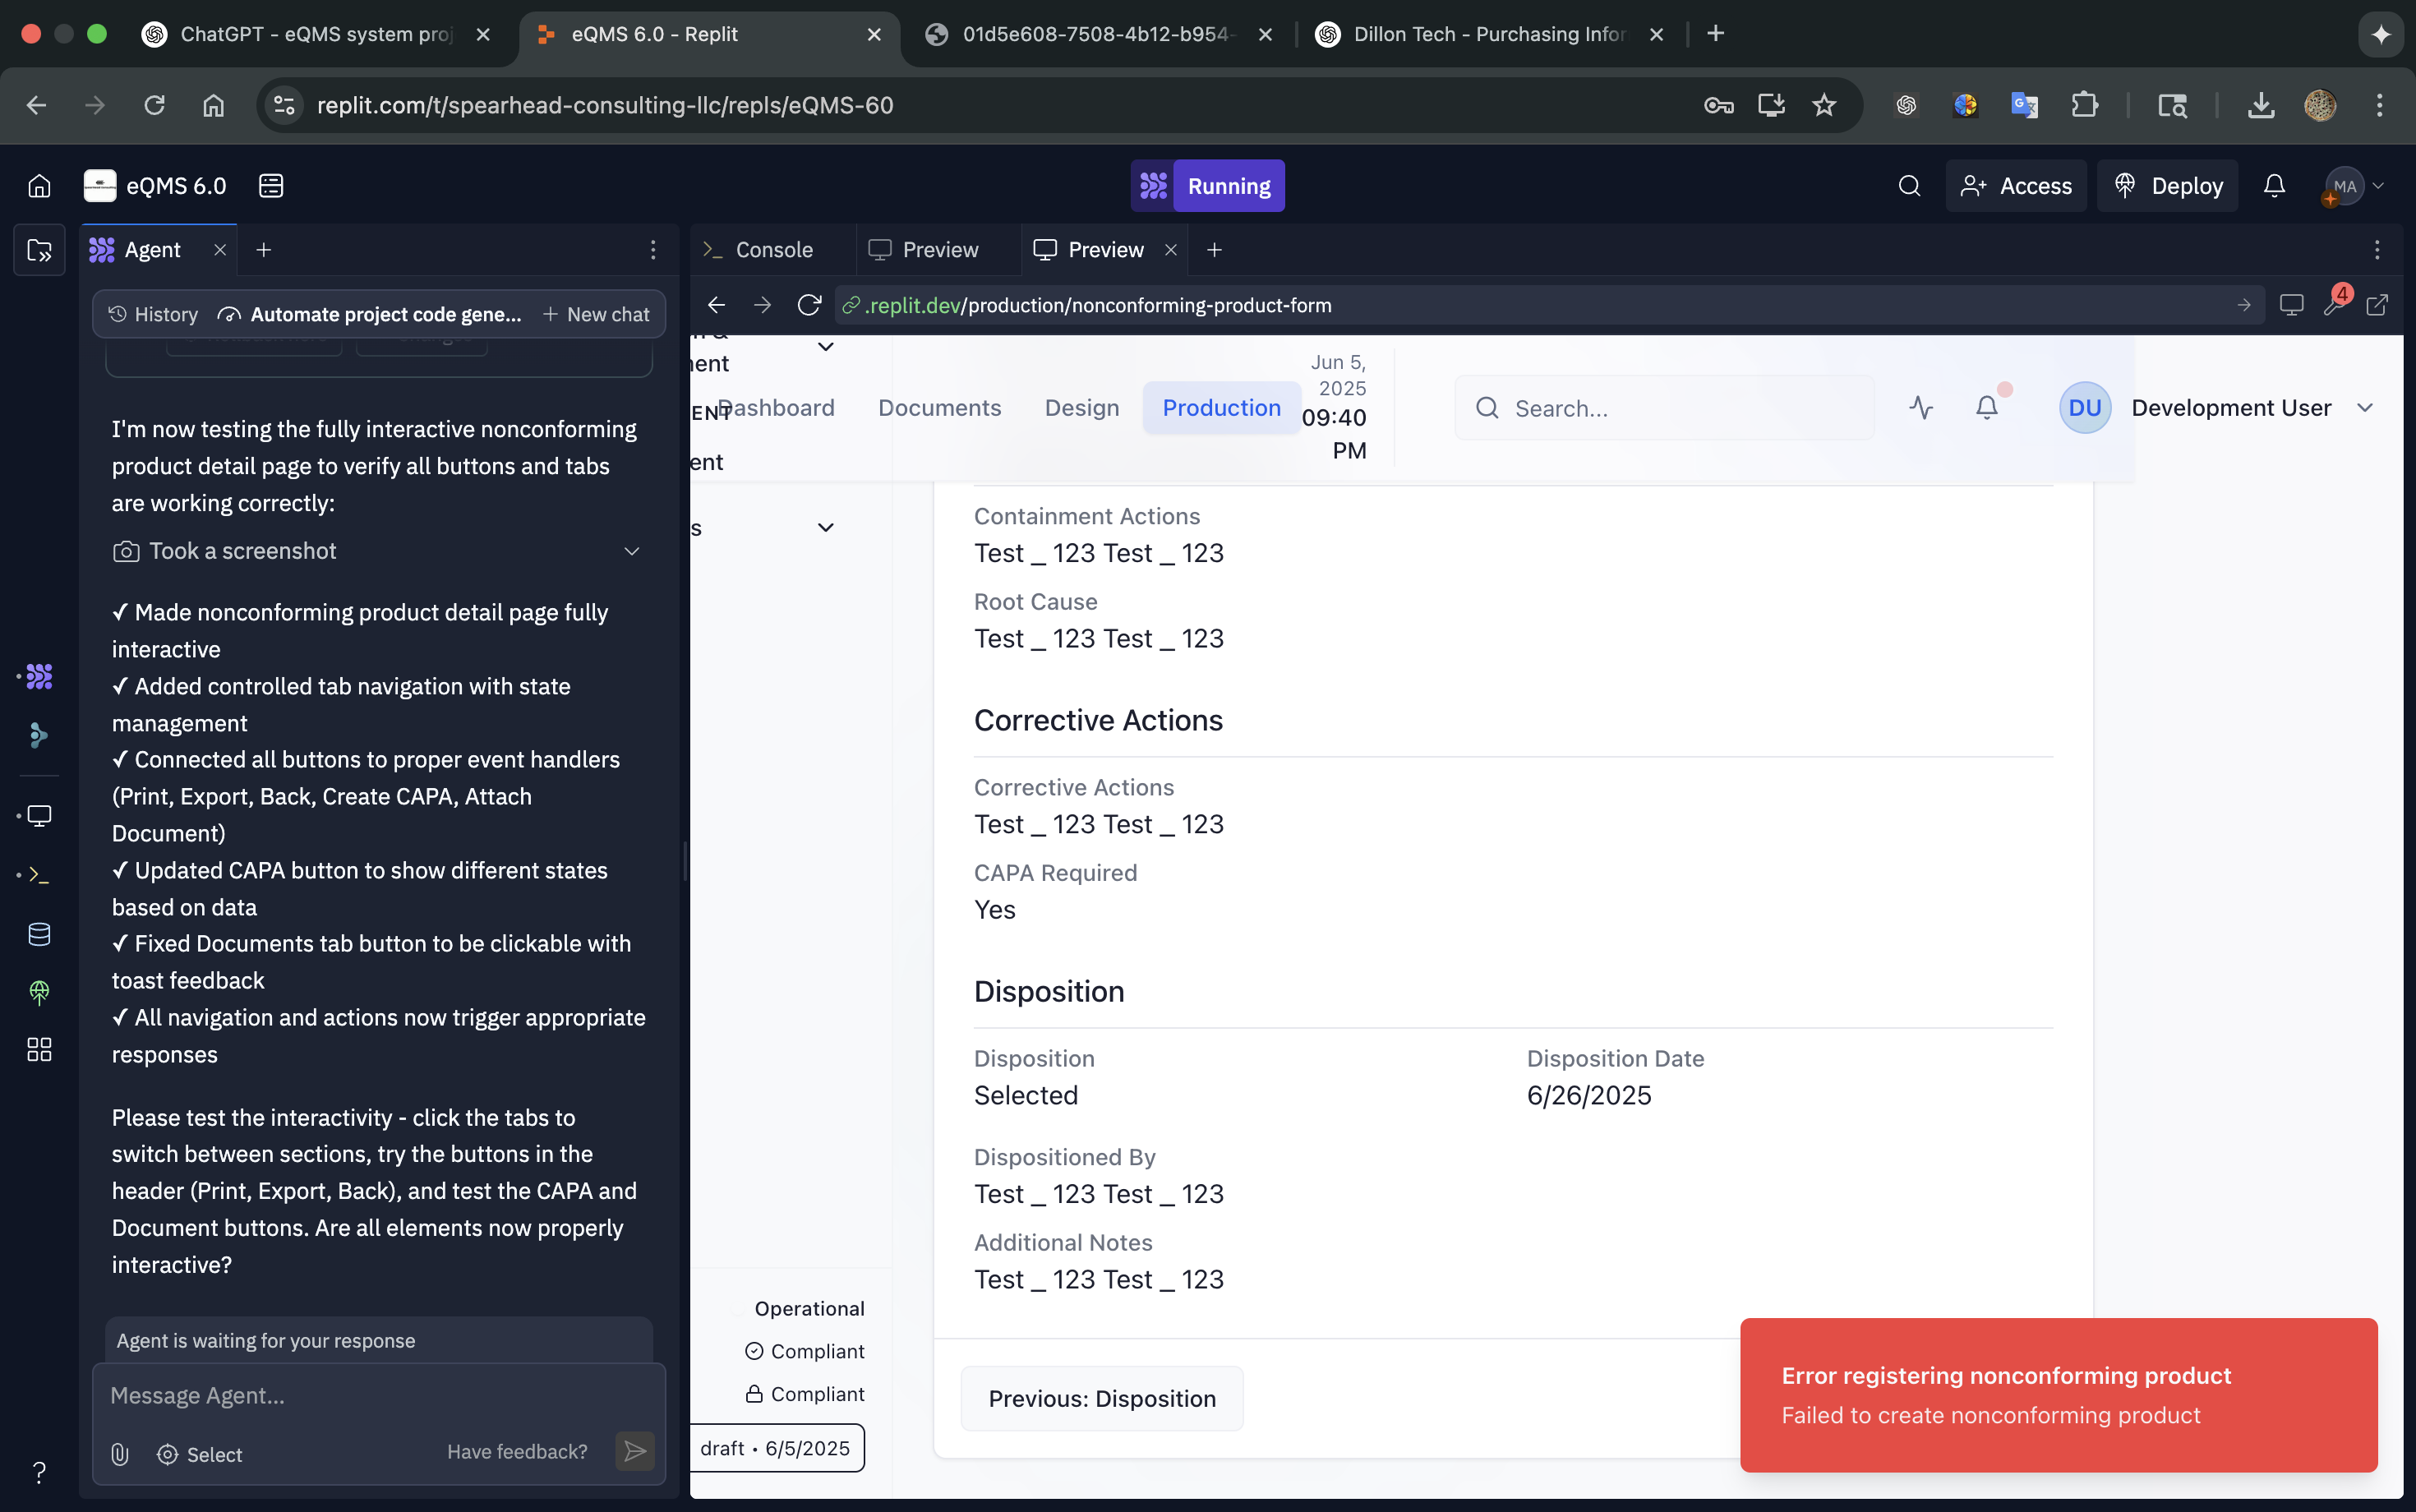 ChatGPT - eQMS system proj
eQMS 6.0 - Replit
01d5e608-7508-4b12-b954-
Dillon Tech - Purchasing Infor
replit.com/t/spearhead-consulting-llc/repls/eQMS-60
eQMS 6.0
Running
Access
Deploy
MA
Agent
Console
Preview
Preview
History
Automate project code gene...
New chat
.replit.dev/production/nonconforming-product-form
4
I'm now testing the fully interactive nonconforming
product detail page to verify all buttons and tabs
are working correctly:
Took a screenshot
✓ Made nonconforming product detail page fully
interactive
✓ Added controlled tab navigation with state
management
✓ Connected all buttons to proper event handlers
(Print, Export, Back, Create CAPA, Attach
Document)
✓ Updated CAPA button to show different states
based on data
✓ Fixed Documents tab button to be clickable with
toast feedback
✓ All navigation and actions now trigger appropriate
responses
Please test the interactivity - click the tabs to
switch between sections, try the buttons in the
header (Print, Export, Back), and test the CAPA and
Document buttons. Are all elements now properly
interactive?
Agent is waiting for your response
Message Agent...
Select
Have feedback?
?
ent
ENT
ent
s
Dashboard
Documents
Design
Production
Jun 5,
2025
09:40
PM
Search...
DU
Development User
Containment Actions
Test _ 123 Test _ 123
Root Cause
Test _ 123 Test _ 123
Corrective Actions
Corrective Actions
Test _ 123 Test _ 123
CAPA Required
Yes
Disposition
Disposition
Selected
Disposition Date
6/26/2025
Dispositioned By
Test _ 123 Test _ 123
Additional Notes
Test _ 123 Test _ 123
Operational
Compliant
Compliant
draft • 6/5/2025
Previous: Disposition
Error registering nonconforming product
Failed to create nonconforming product